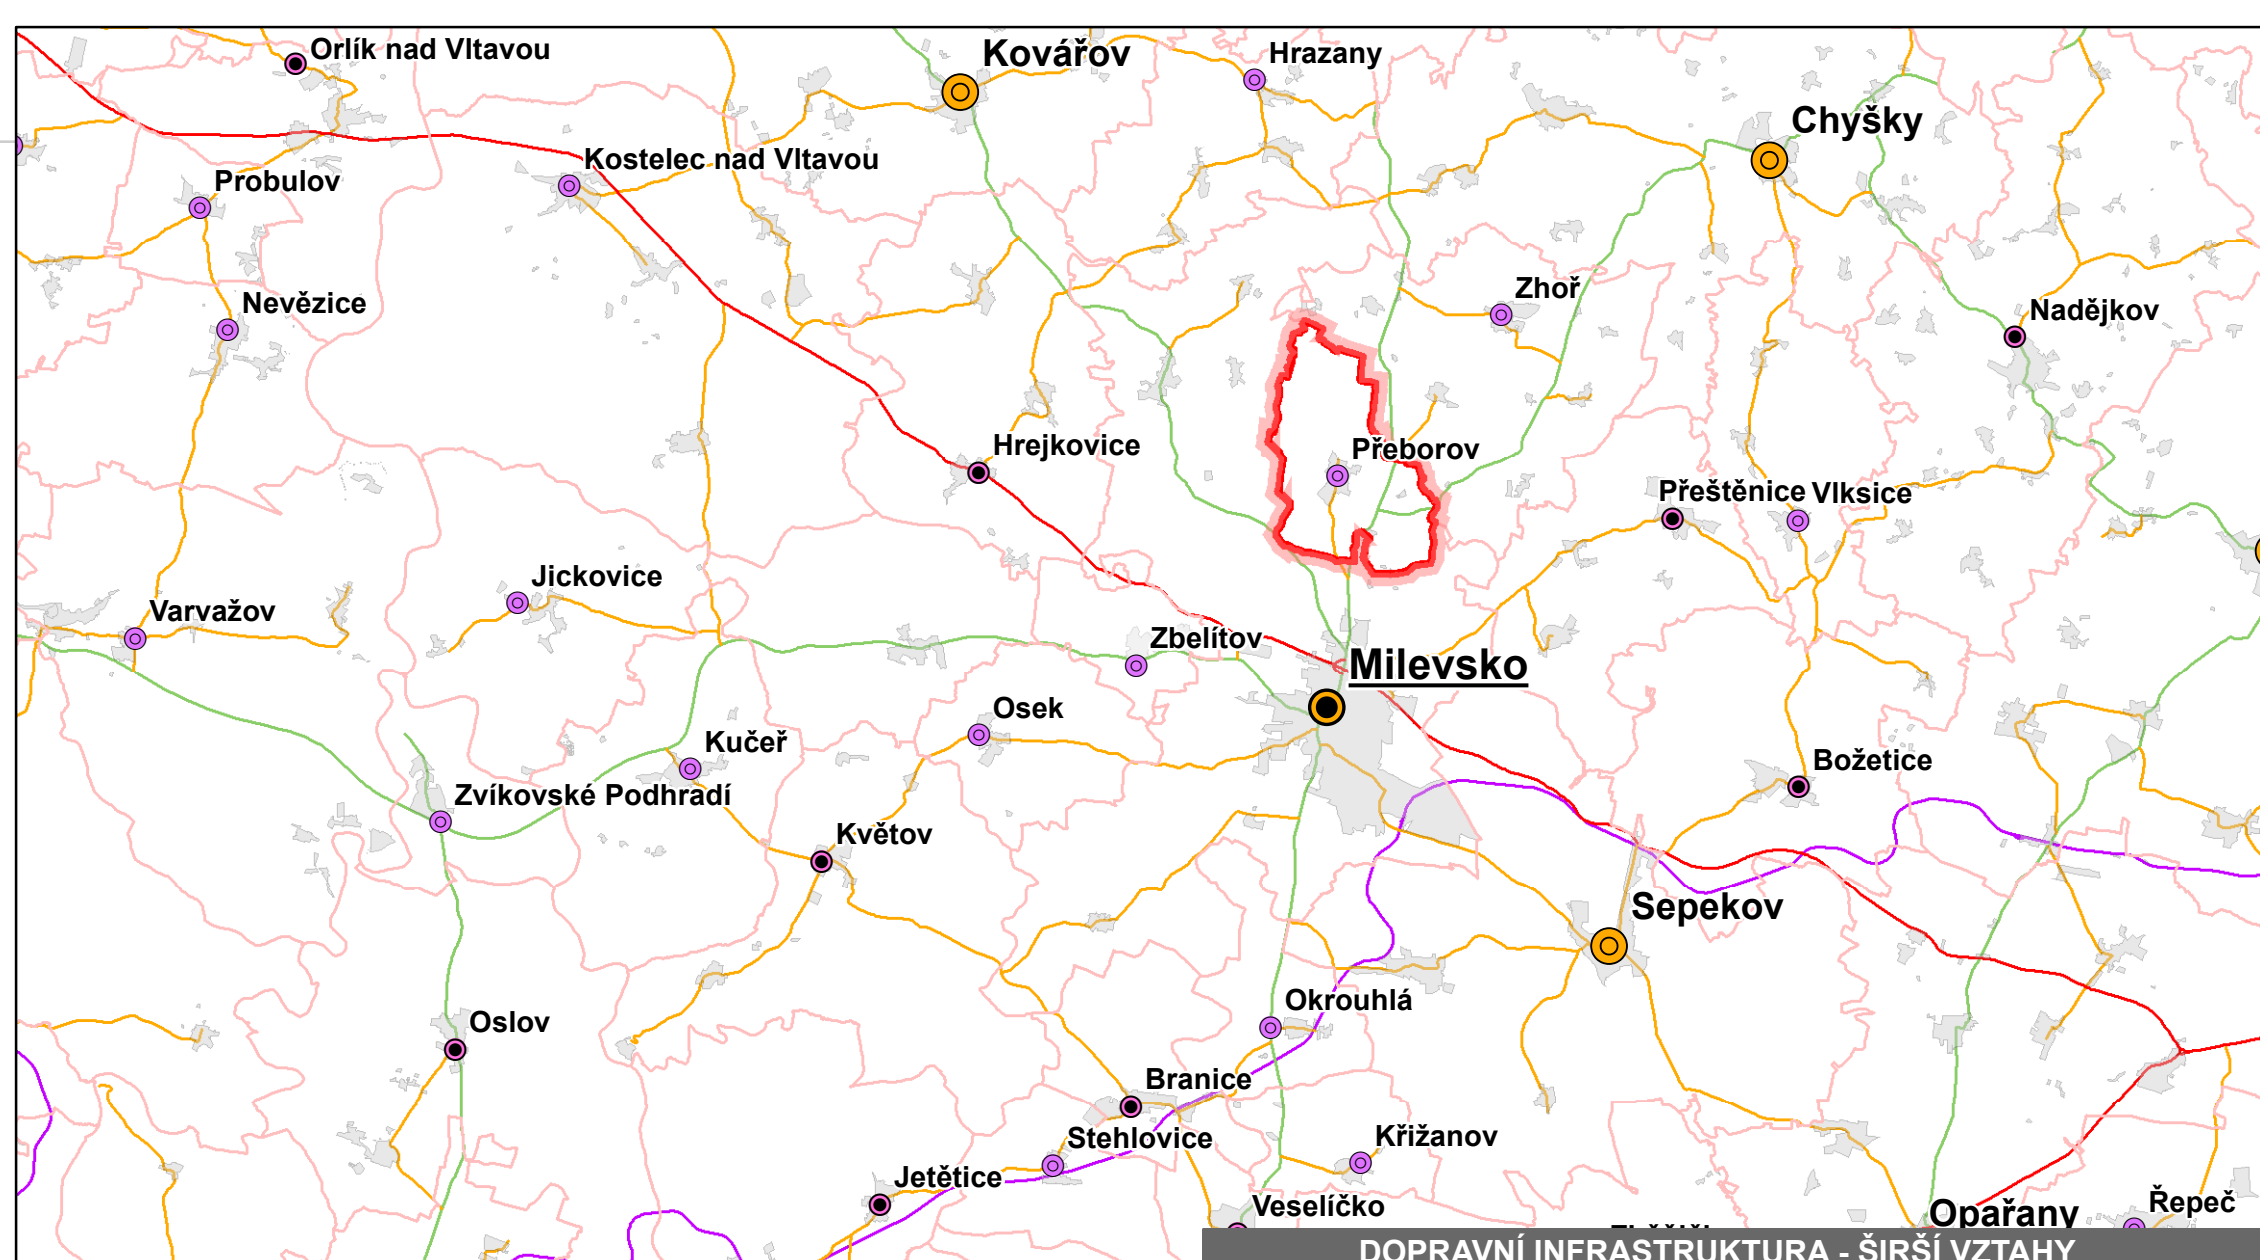 Orlík nad Vltavou
Kovářov
Hrazany
Chyšky
Kostelec nad Vltavou
Probulov
Zhoř
Nevězice
Nadějkov
Hrejkovice
Přeborov
Přeštěnice
Vlksice
Jickovice
Varvažov
Zbelítov
Milevsko
Osek
Kučeř
Božetice
Zvíkovské Podhradí
Květov
Sepekov
Okrouhlá
Oslov
Branice
Stehlovice
Křižanov
Jetětice
Veselíčko
Řepeč
Opařany
DOPRAVNÍ INFRASTRUKTURA - ŠIRŠÍ VZTAHY